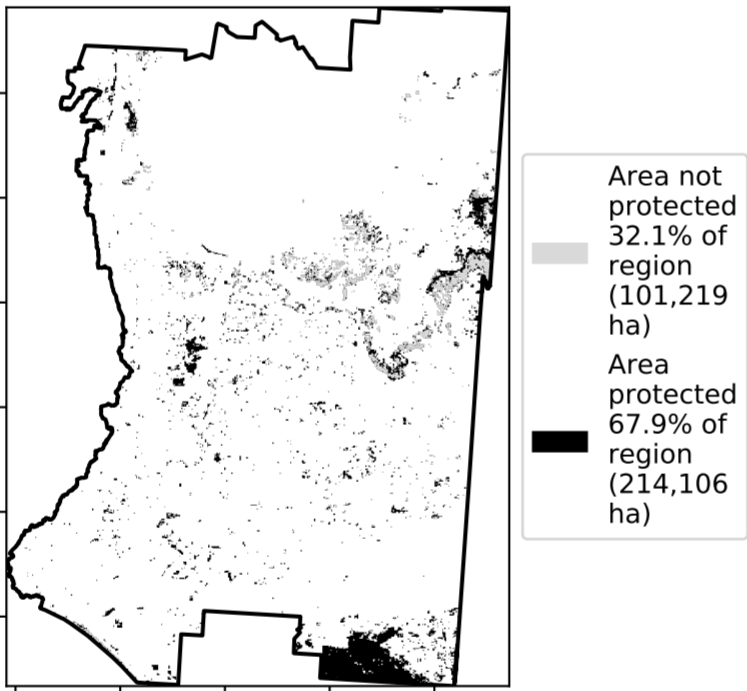 Area not
protected
32.1% of
region
(101,219
ha)
Area
protected
67.9% of
region
(214,106
ha)